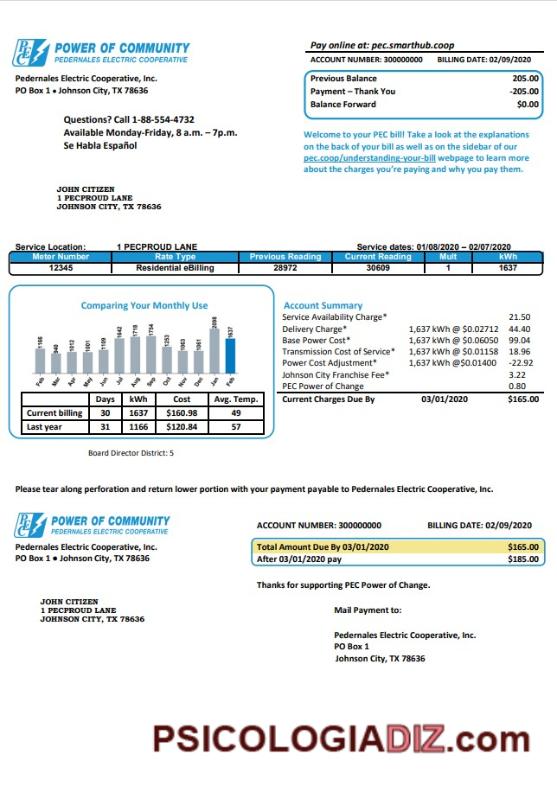 PEC POWER OF COMMUNITY
PEDERNALES ELECTRIC COOPERATIVE
Pedernales Electric Cooperative, Inc.
PO Box 1 • Johnson City, TX 78636
Questions? Call 1-88-554-4732
Available Monday-Friday, 8 a.m. – 7p.m.
Se Habla Español
Pay online at: pec.smarthub.coop
ACCOUNT NUMBER: 300000000 BILLING DATE: 02/09/2020
Previous Balance 205.00
Payment – Thank You -205.00
Balance Forward $0.00
Welcome to your PEC bill! Take a look at the explanations
on the back of your bill as well as on the sidebar of our
pec.coop/understanding-your-bill webpage to learn more
about the charges you're paying and why you pay them.
JOHN CITIZEN
1 PECPROUD LANE
JOHNSON CITY, TX 78636
Service Location: 1 PECPROUD LANE Service dates: 01/08/2020 – 02/07/2020
Meter Number Rate Type Previous Reading Current Reading Mult kWh
12345 Residential eBilling 28972 30609 1 1637
Comparing Your Monthly Use
1166 940 1012 1001 1109 1642 1718 1734 1253 1063 1061 2098 1637
Feb Mar Apr May Jun Jul Aug Sep Oct Nov Dec Jan Feb
Days kWh Cost Avg. Temp.
Current billing 30 1637 $160.98 49
Last year 31 1166 $120.84 57
Account Summary
Service Availability Charge* 21.50
Delivery Charge* 1,637 kWh @ $0.02712 44.40
Base Power Cost* 1,637 kWh @ $0.06050 99.04
Transmission Cost of Service* 1,637 kWh @ $0.01158 18.96
Power Cost Adjustment* 1,637 kWh @$0.01400 -22.92
Johnson City Franchise Fee* 3.22
PEC Power of Change 0.80
Current Charges Due By 03/01/2020 $165.00
Board Director District: 5
Please tear along perforation and return lower portion with your payment payable to Pedernales Electric Cooperative, Inc.
PEC POWER OF COMMUNITY
PEDERNALES ELECTRIC COOPERATIVE
Pedernales Electric Cooperative, Inc.
PO Box 1 • Johnson City, TX 78636
ACCOUNT NUMBER: 300000000 BILLING DATE: 02/09/2020
Total Amount Due By 03/01/2020 $165.00
After 03/01/2020 pay $185.00
Thanks for supporting PEC Power of Change.
JOHN CITIZEN
1 PECPROUD LANE
JOHNSON CITY, TX 78636
Mail Payment to:
Pedernales Electric Cooperative, Inc.
PO Box 1
Johnson City, TX 78636
PSICOLOGIADIZ.com